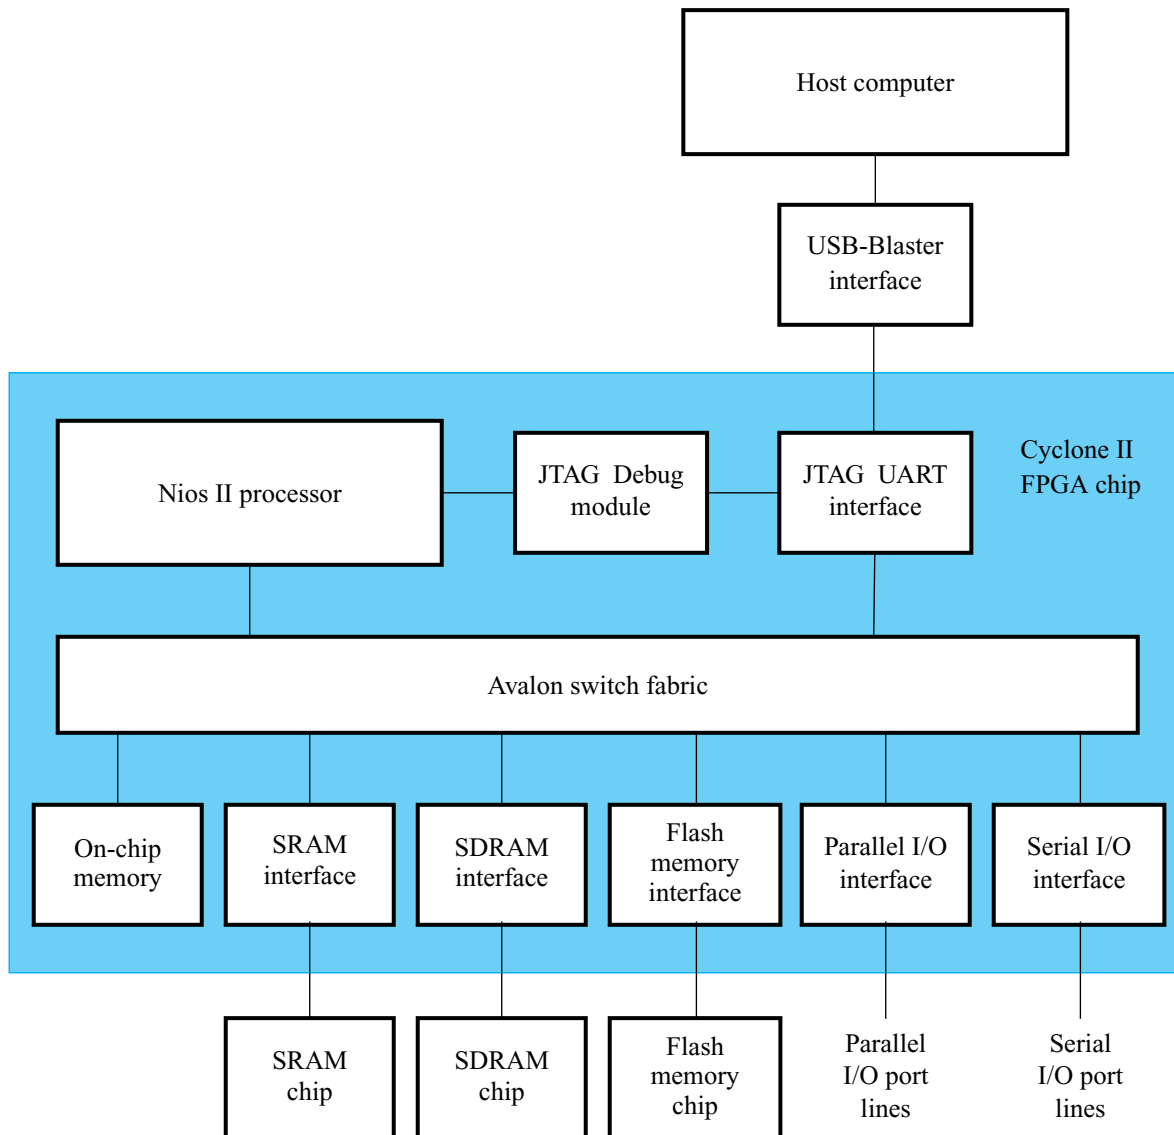 Host computer
USB-Blaster
interface
Cyclone II
FPGA chip
Nios II processor
JTAG Debug
module
JTAG UART
interface
Avalon switch fabric
On-chip
memory
SRAM
interface
SDRAM
interface
Flash
memory
interface
Parallel I/O
interface
Serial I/O
interface
SRAM
chip
SDRAM
chip
Flash
memory
chip
Parallel
I/O port
lines
Serial
I/O port
lines